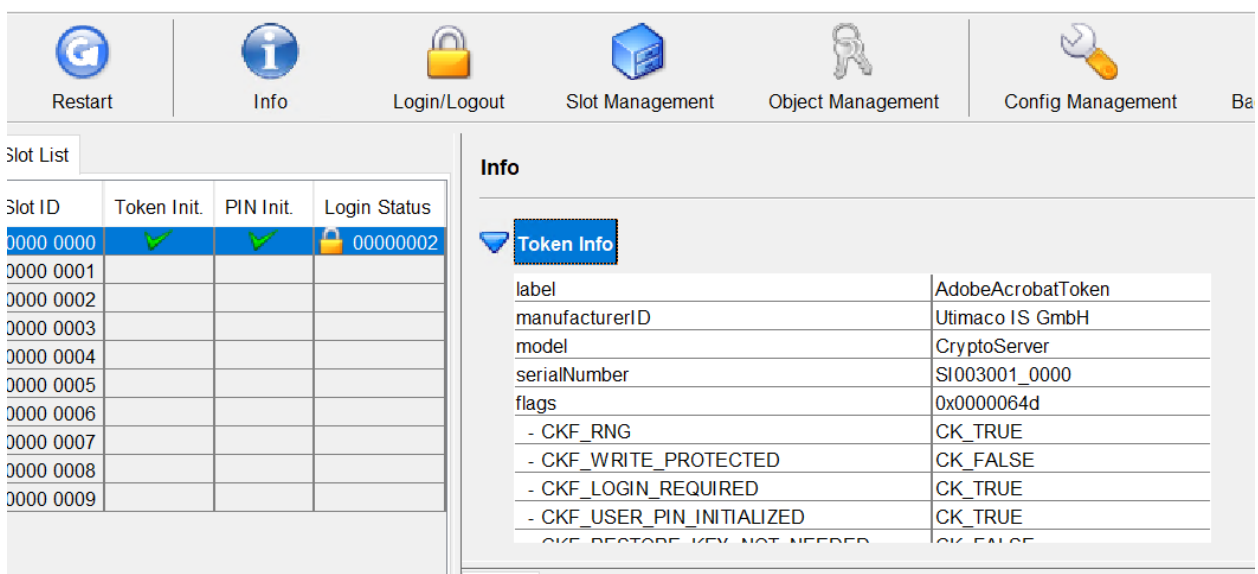 Restart Info Login/Logout Slot Management Object Management Config Management Ba
Slot List
Info
Slot ID Token Init. PIN Init. Login Status
0000 0000 00000002
0000 0001
0000 0002
0000 0003
0000 0004
0000 0005
0000 0006
0000 0007
0000 0008
0000 0009
Token Info
label AdobeAcrobatToken
manufacturerID Utimaco IS GmbH
model CryptoServer
serialNumber SI003001_0000
flags 0x0000064d
- CKF_RNG CK_TRUE
- CKF_WRITE_PROTECTED CK_FALSE
- CKF_LOGIN_REQUIRED CK_TRUE
- CKF_USER_PIN_INITIALIZED CK_TRUE
- CKF_RESTORE_KEY_NOT_NEEDED CK_FALSE